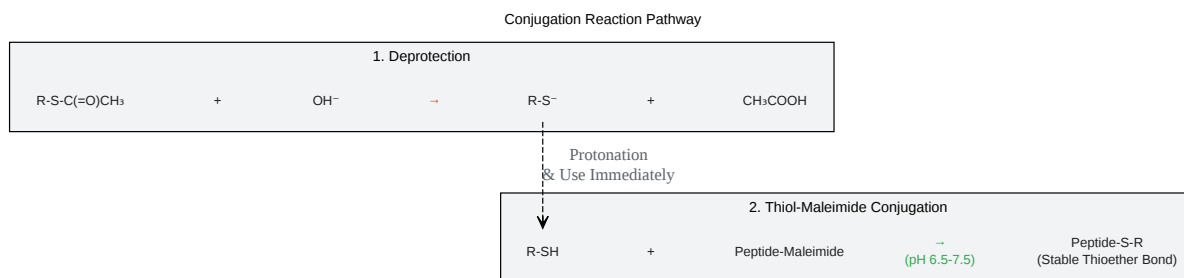 Conjugation Reaction Pathway
1. Deprotection
R-S-C(=O)CH₃ + OH⁻ → R-S⁻ + CH₃COOH
Protonation
& Use Immediately
2. Thiol-Maleimide Conjugation
R-SH + Peptide-Maleimide → Peptide-S-R
(pH 6.5-7.5) (Stable Thioether Bond)